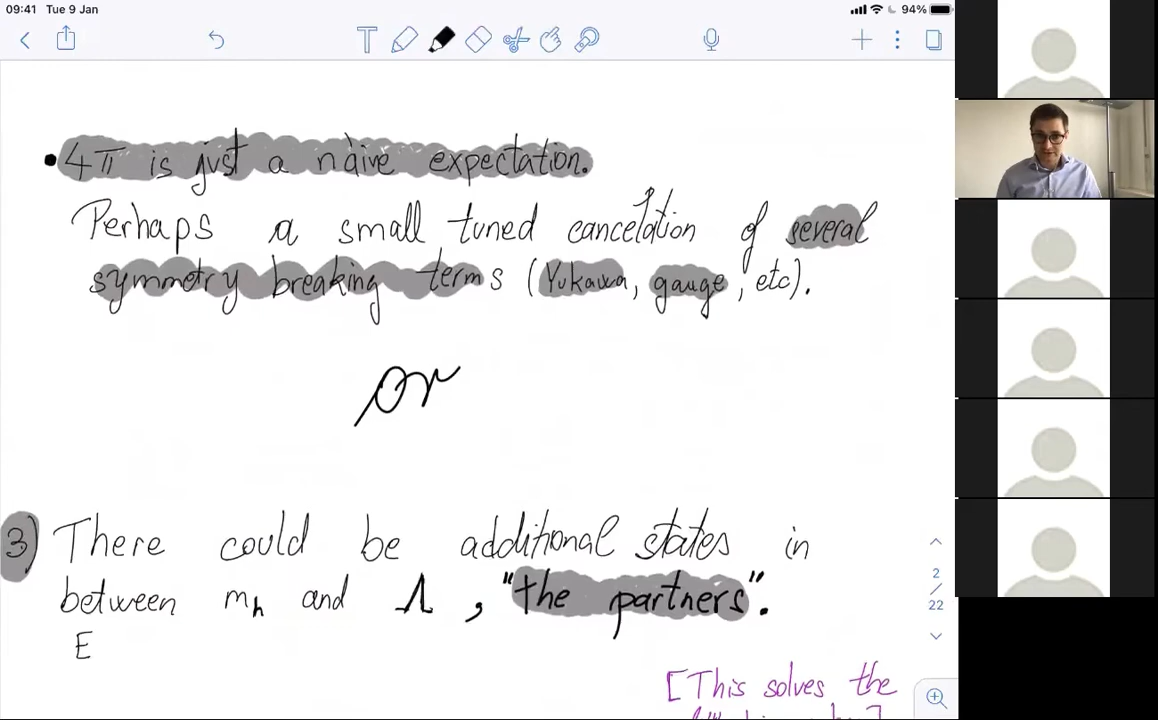 09:41 Tue 9 Jan 94%
• 4π is just a näive expectation.
Perhaps a small tuned cancelation of several
symmetry breaking terms (Yukawa, gauge, etc).
or
3) There could be additional states in
between mₕ and Λ, "the partners".
E
2
/
22
[This solves the